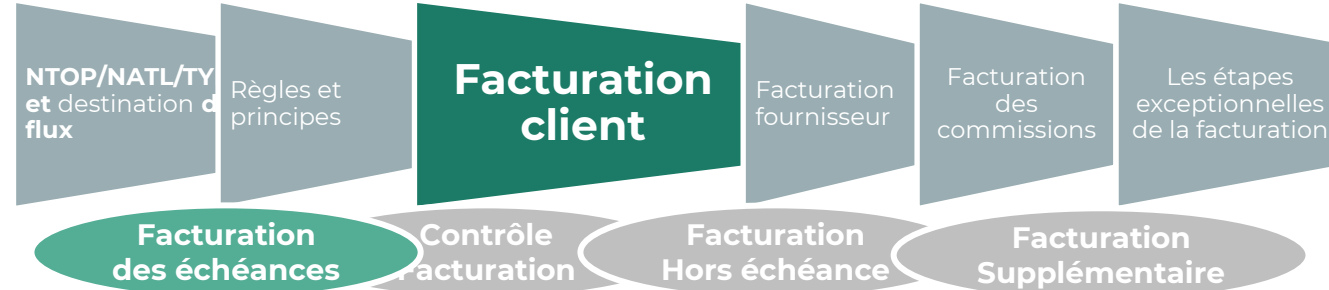 NTOP/NATL/TY
et destination d
flux
Règles et
principes
Facturation
client
Facturation
fournisseur
Facturation
des
commissions
Les étapes
exceptionnelles
de la facturation
Facturation
des échéances
Contrôle
Facturation
Facturation
Hors échéance
Facturation
Supplémentaire